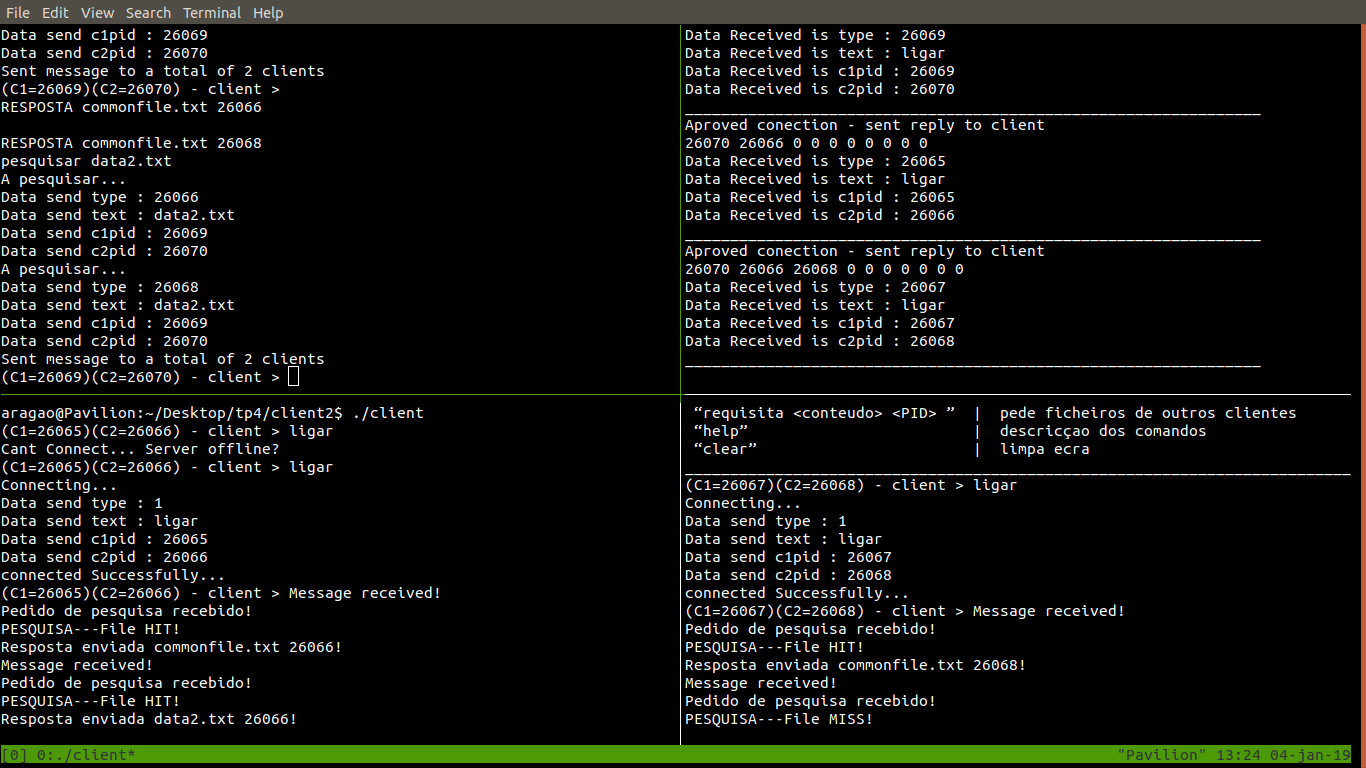 File Edit View Search Terminal Help
Data send c1pid : 26069
Data send c2pid : 26070
Sent message to a total of 2 clients
(C1=26069)(C2=26070) - client >
RESPOSTA commonfile.txt 26066
RESPOSTA commonfile.txt 26068
pesquisar data2.txt
A pesquisar...
Data send type : 26066
Data send text : data2.txt
Data send c1pid : 26069
Data send c2pid : 26070
A pesquisar...
Data send type : 26068
Data send text : data2.txt
Data send c1pid : 26069
Data send c2pid : 26070
Sent message to a total of 2 clients
(C1=26069)(C2=26070) - client >
Data Received is type : 26069
Data Received is text : ligar
Data Received is c1pid : 26069
Data Received is c2pid : 26070
________________________________________________________________
Aproved conection - sent reply to client
26070 26066 0 0 0 0 0 0 0 0
Data Received is type : 26065
Data Received is text : ligar
Data Received is c1pid : 26065
Data Received is c2pid : 26066
________________________________________________________________
Aproved conection - sent reply to client
26070 26066 26068 0 0 0 0 0 0 0
Data Received is type : 26067
Data Received is text : ligar
Data Received is c1pid : 26067
Data Received is c2pid : 26068
________________________________________________________________
aragao@Pavilion:~/Desktop/tp4/client2$ ./client
(C1=26065)(C2=26066) - client > ligar
Cant Connect... Server offline?
(C1=26065)(C2=26066) - client > ligar
Connecting...
Data send type : 1
Data send text : ligar
Data send c1pid : 26065
Data send c2pid : 26066
connected Successfully...
(C1=26065)(C2=26066) - client > Message received!
Pedido de pesquisa recebido!
PESQUISA---File HIT!
Resposta enviada commonfile.txt 26066!
Message received!
Pedido de pesquisa recebido!
PESQUISA---File HIT!
Resposta enviada data2.txt 26066!
“requisita <conteudo> <PID> ” | pede ficheiros de outros clientes
“help” | descricçao dos comandos
“clear” | limpa ecra
__________________________________________________________________________
(C1=26067)(C2=26068) - client > ligar
Connecting...
Data send type : 1
Data send text : ligar
Data send c1pid : 26067
Data send c2pid : 26068
connected Successfully...
(C1=26067)(C2=26068) - client > Message received!
Pedido de pesquisa recebido!
PESQUISA---File HIT!
Resposta enviada commonfile.txt 26068!
Message received!
Pedido de pesquisa recebido!
PESQUISA---File MISS!
[0] 0:./client* "Pavilion" 13:24 04-jan-19